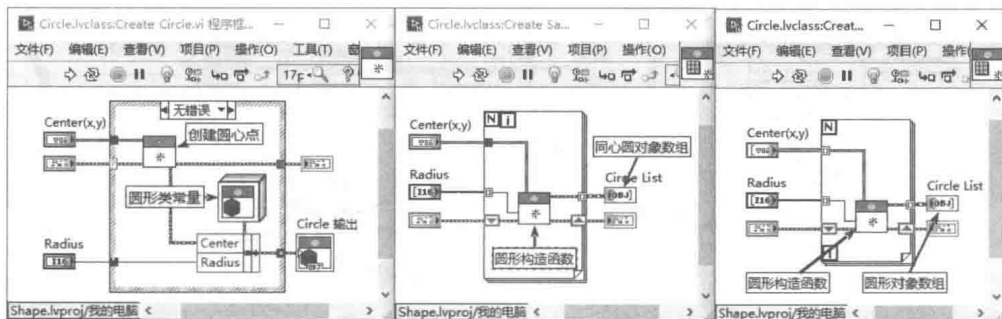 Circle.lvclass:Create Circle.vi 程序框...
文件(F) 编辑(E) 查看(V) 项目(P) 操作(O) 工具(T) 窗
无错误
Center(x,y)
创建圆心点
圆形类常量
Circle 输出
Center
Radius
Radius
I16
Shape.lvproj/我的电脑
Circle.lvclass:Create Sa...
文件(F) 编辑(E) 查看(V) 项目(P) 操作(O)
N
i
Center(x,y)
同心圆对象数组
Radius
Circle List
[I16]
[OBJ]
圆形构造函数
Shape.lvproj/我的电脑
Circle.lvclass:Creat...
文件(F) 编辑(E) 查看(V) 项目(P) 操作(O)
N
Center(x,y)
Radius
Circle List
[I16]
[OBJ]
i
圆形构造函数
圆形对象数组
Shape.lvproj/我的电脑